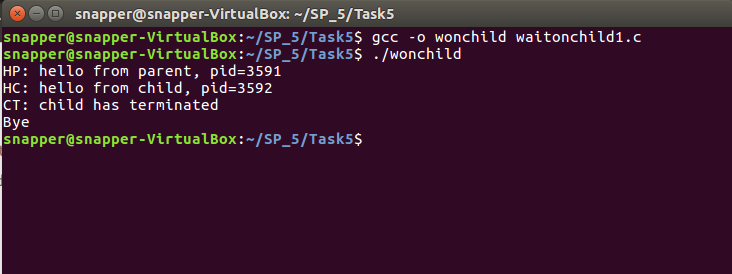 snapper@snapper-VirtualBox: ~/SP_5/Task5
snapper@snapper-VirtualBox:~/SP_5/Task5$ gcc -o wonchild waitonchild1.c
snapper@snapper-VirtualBox:~/SP_5/Task5$ ./wonchild
HP: hello from parent, pid=3591
HC: hello from child, pid=3592
CT: child has terminated
Bye
snapper@snapper-VirtualBox:~/SP_5/Task5$